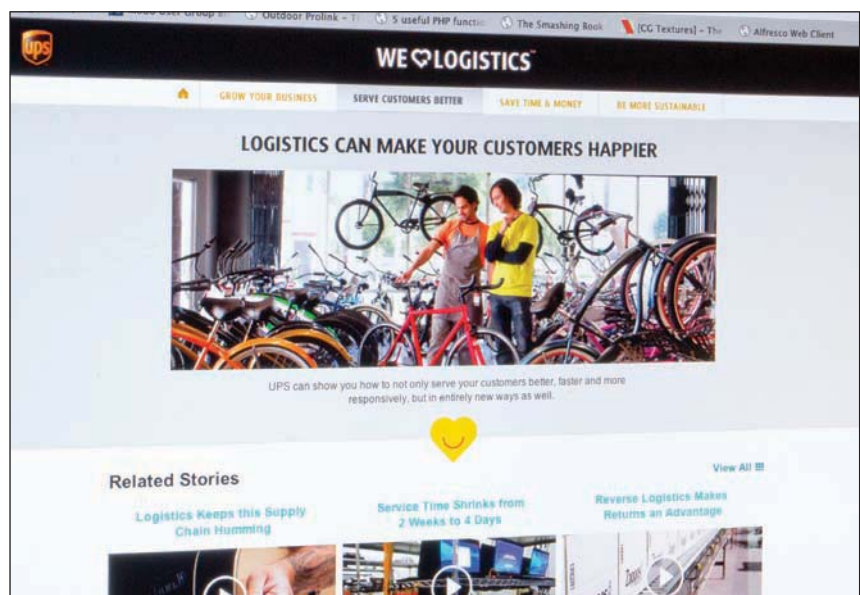 Outdoor Prolink - T
5 useful PHP functio
The Smashing Book
[CG Textures] - The
Alfresco Web Client
ups
WE LOGISTICS
GROW YOUR BUSINESS
SERVE CUSTOMERS BETTER
SAVE TIME & MONEY
BE MORE SUSTAINABLE
LOGISTICS CAN MAKE YOUR CUSTOMERS HAPPIER
UPS can show you how to not only serve your customers better, faster and more
responsively, but in entirely new ways as well.
Related Stories
View All
Logistics Keeps this Supply
Chain Humming
Service Time Shrinks from
2 Weeks to 4 Days
Reverse Logistics Makes
Returns an Advantage
Zappos